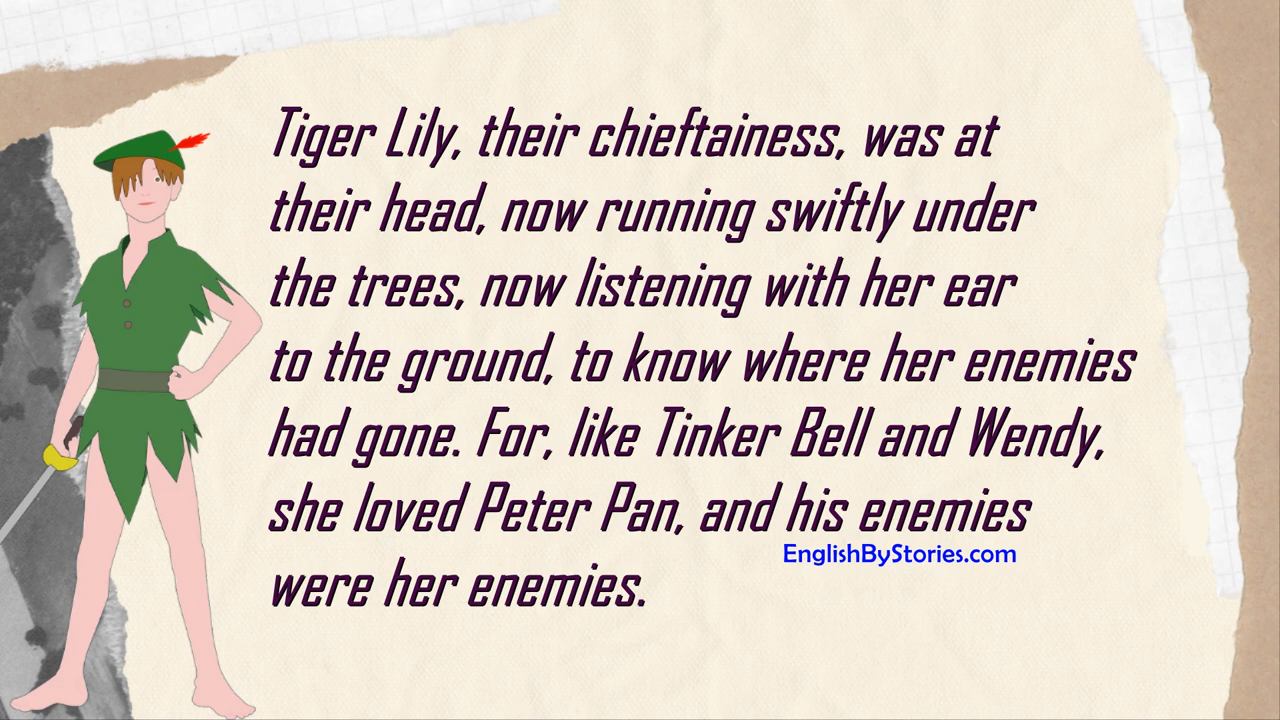 Tiger Lily, their chieftainess, was at
their head, now running swiftly under
the trees, now listening with her ear
to the ground, to know where her enemies
had gone. For, like Tinker Bell and Wendy,
she loved Peter Pan, and his enemies
EnglishByStories.com
were her enemies.